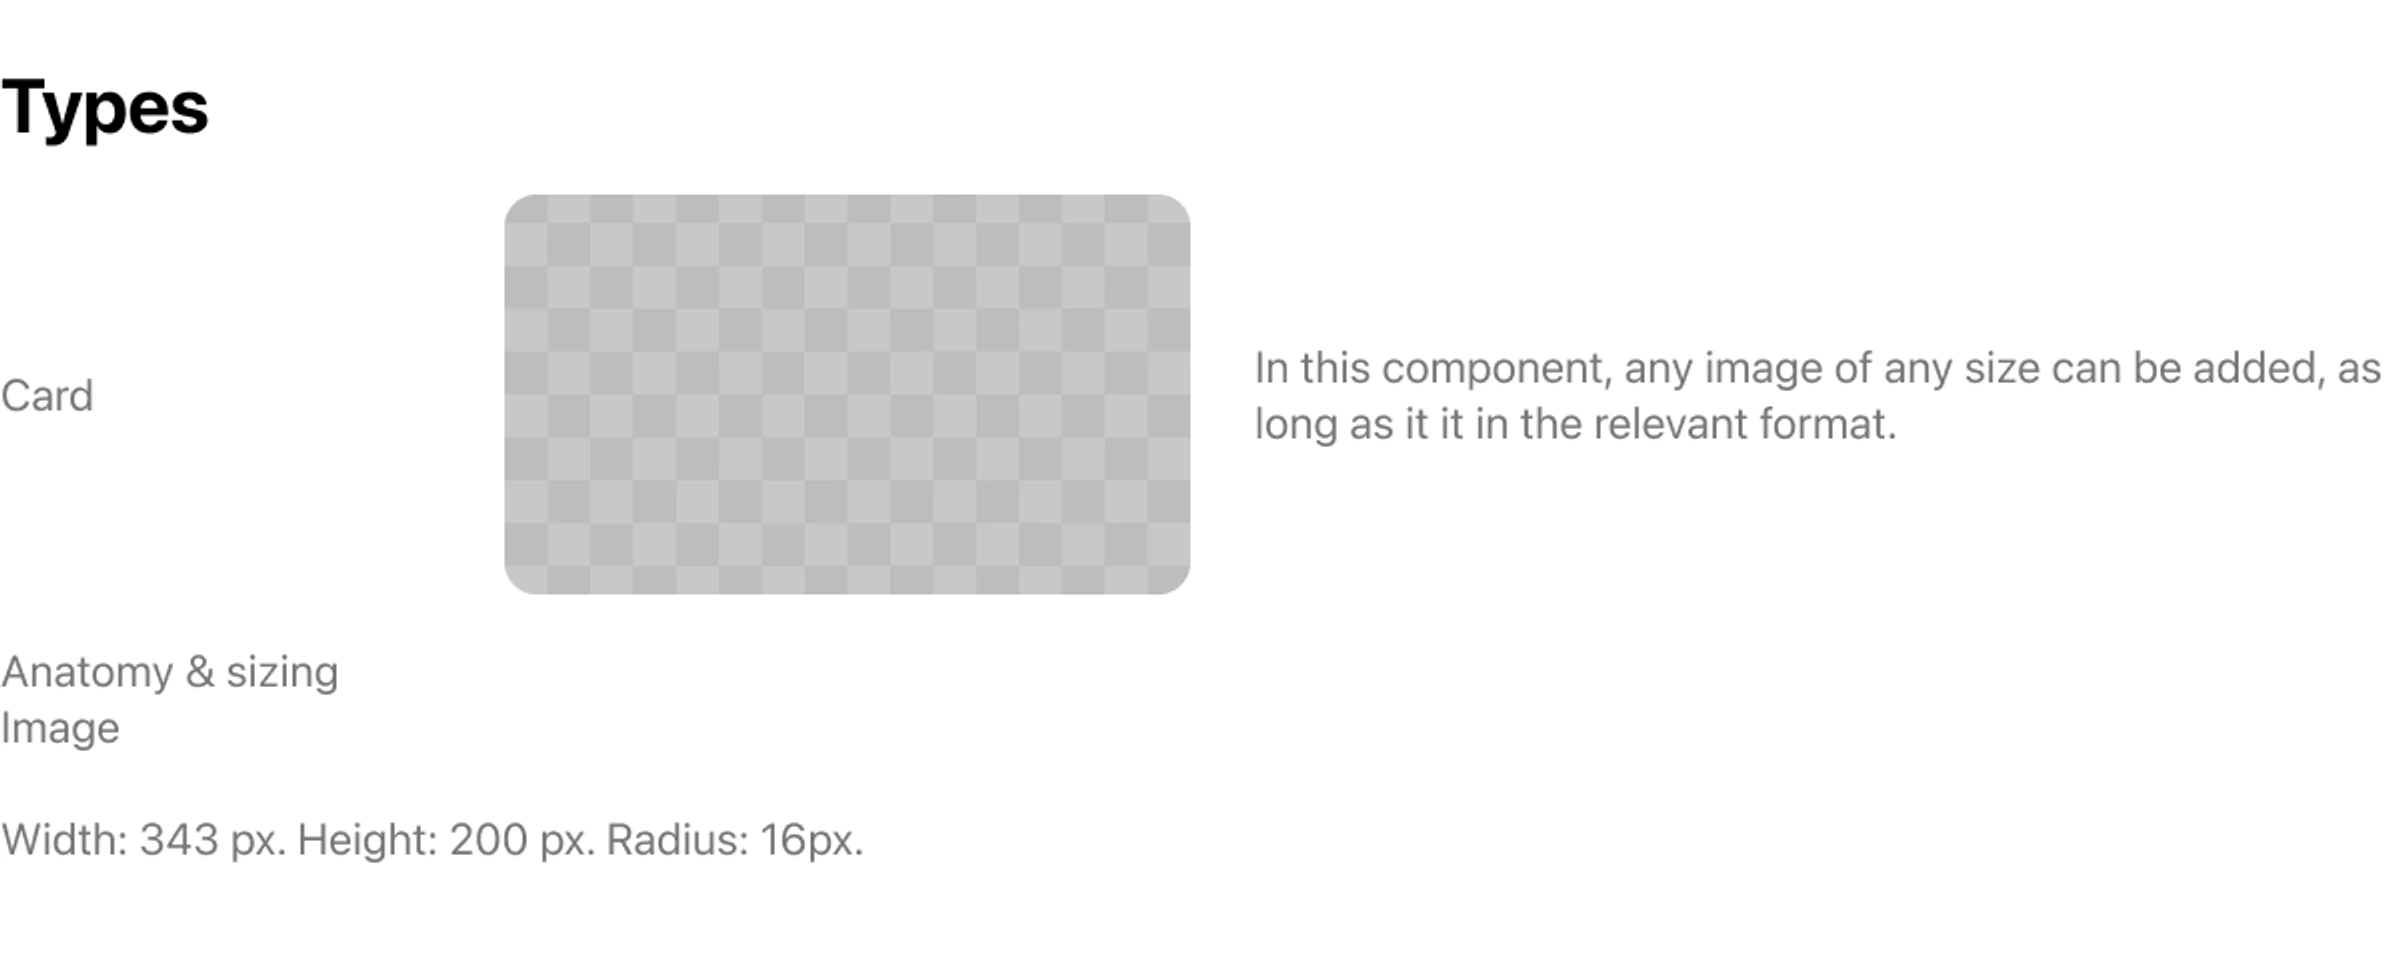 Types
Card
In this component, any image of any size can be added, as
long as it it in the relevant format.
Anatomy & sizing
Image
Width: 343 px. Height: 200 px. Radius: 16px.